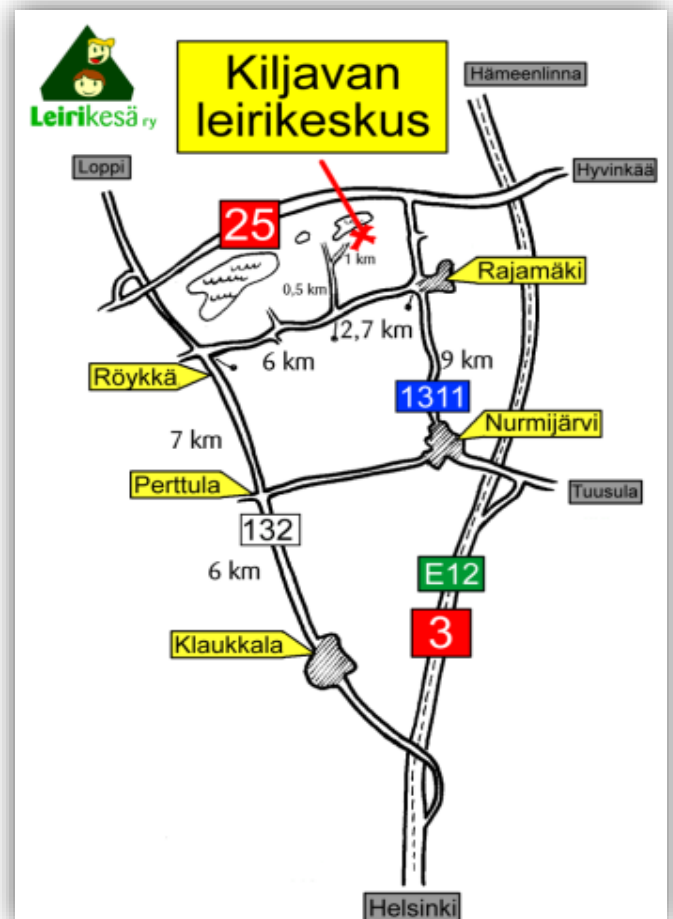 Leirikesä ry
Kiljavan
leirikeskus
Hämeenlinna
Loppi
Hyvinkää
25
1 km
Rajamäki
0,5 km
2,7 km
6 km
9 km
Röykkä
1311
Nurmijärvi
7 km
Perttula
Tuusula
132
6 km
E12
3
Klaukkala
Helsinki